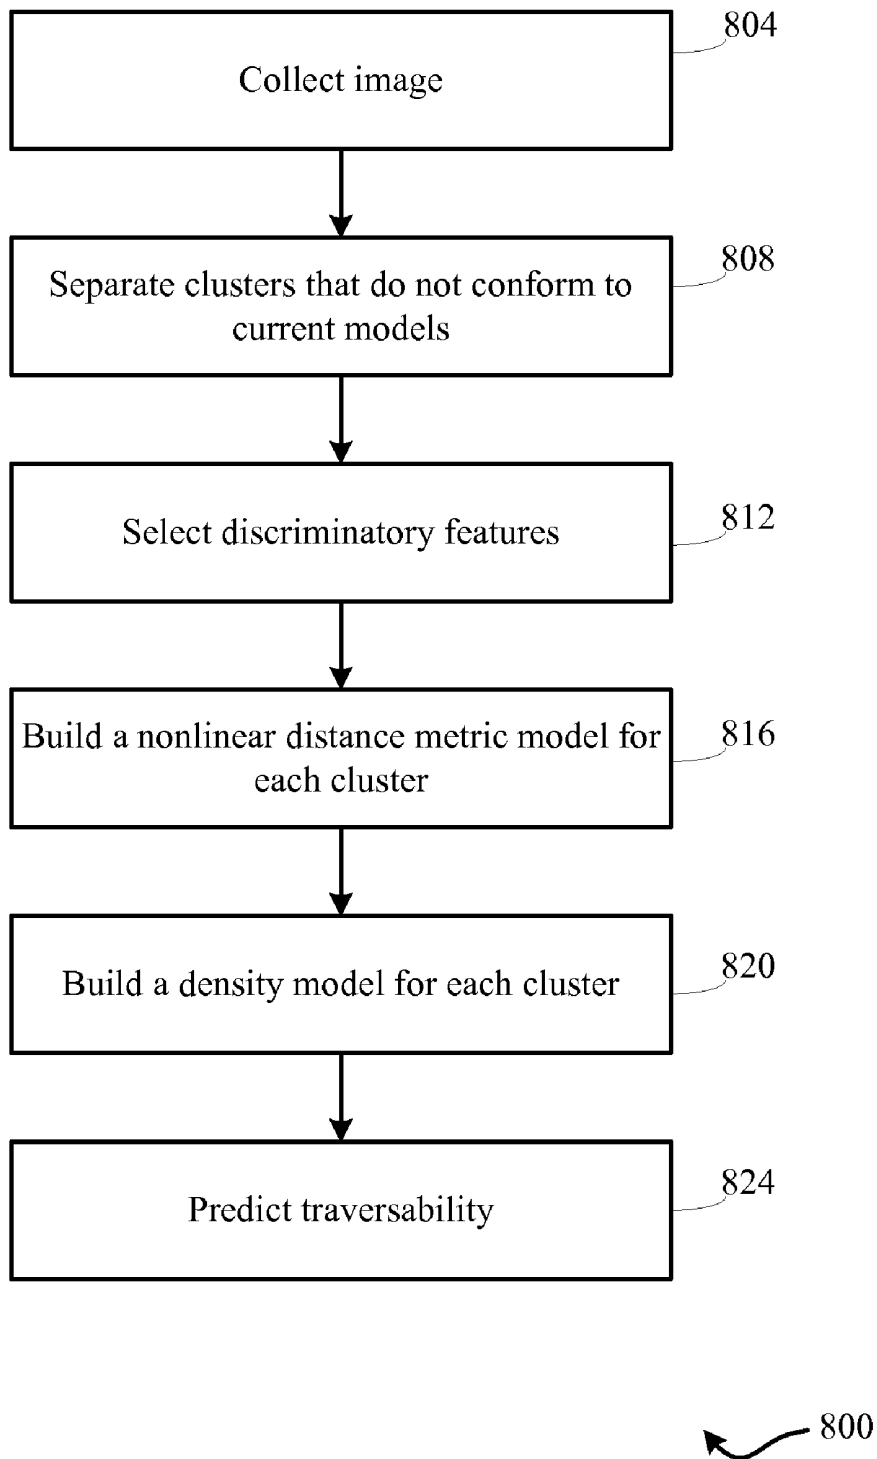 804
Collect image
808
Separate clusters that do not conform to
current models
812
Select discriminatory features
816
Build a nonlinear distance metric model for
each cluster
820
Build a density model for each cluster
824
Predict traversability
800